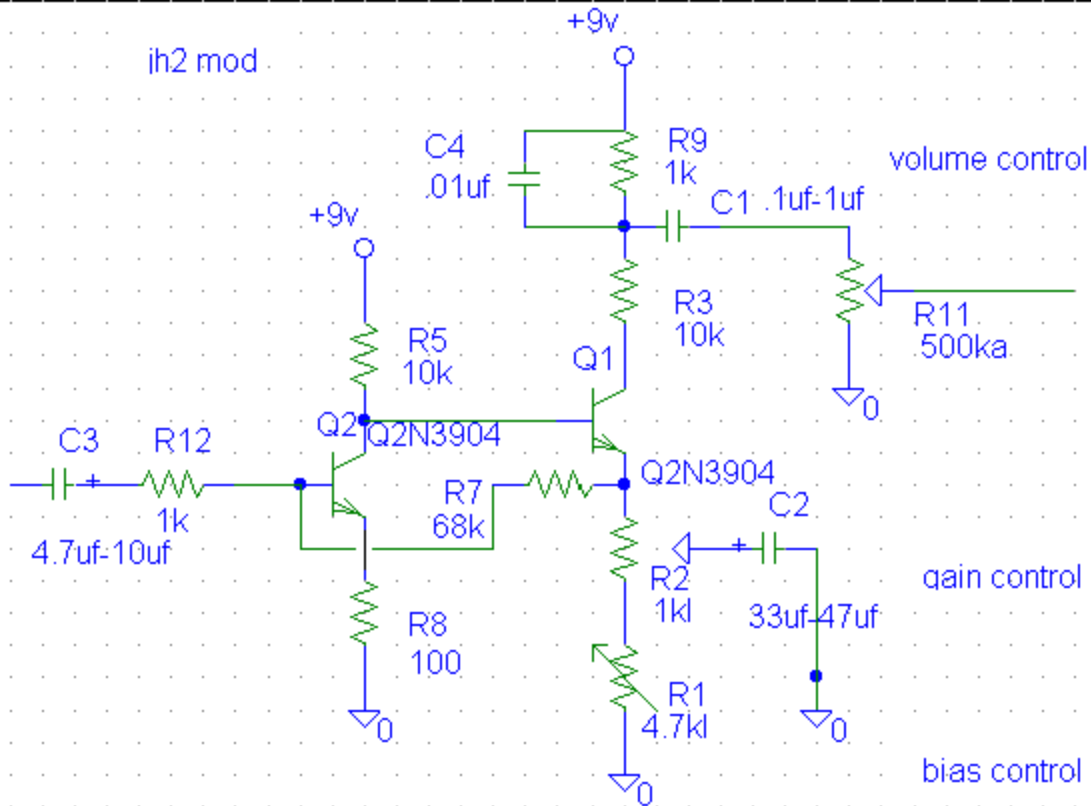 +9v
jh2 mod
C4
.01uf
R9
1k
volume control
C1 .1uf-1uf
+9v
R5
10k
R3
10k
R11
500ka
0
Q1
Q2
Q2N3904
C3
R12
1k
4.7uf-10uf
R7
68k
Q2N3904
C2
+
+
R2
1kl
33uf-47uf
gain control
R8
100
R1
4.7kl
0
0
0
bias control